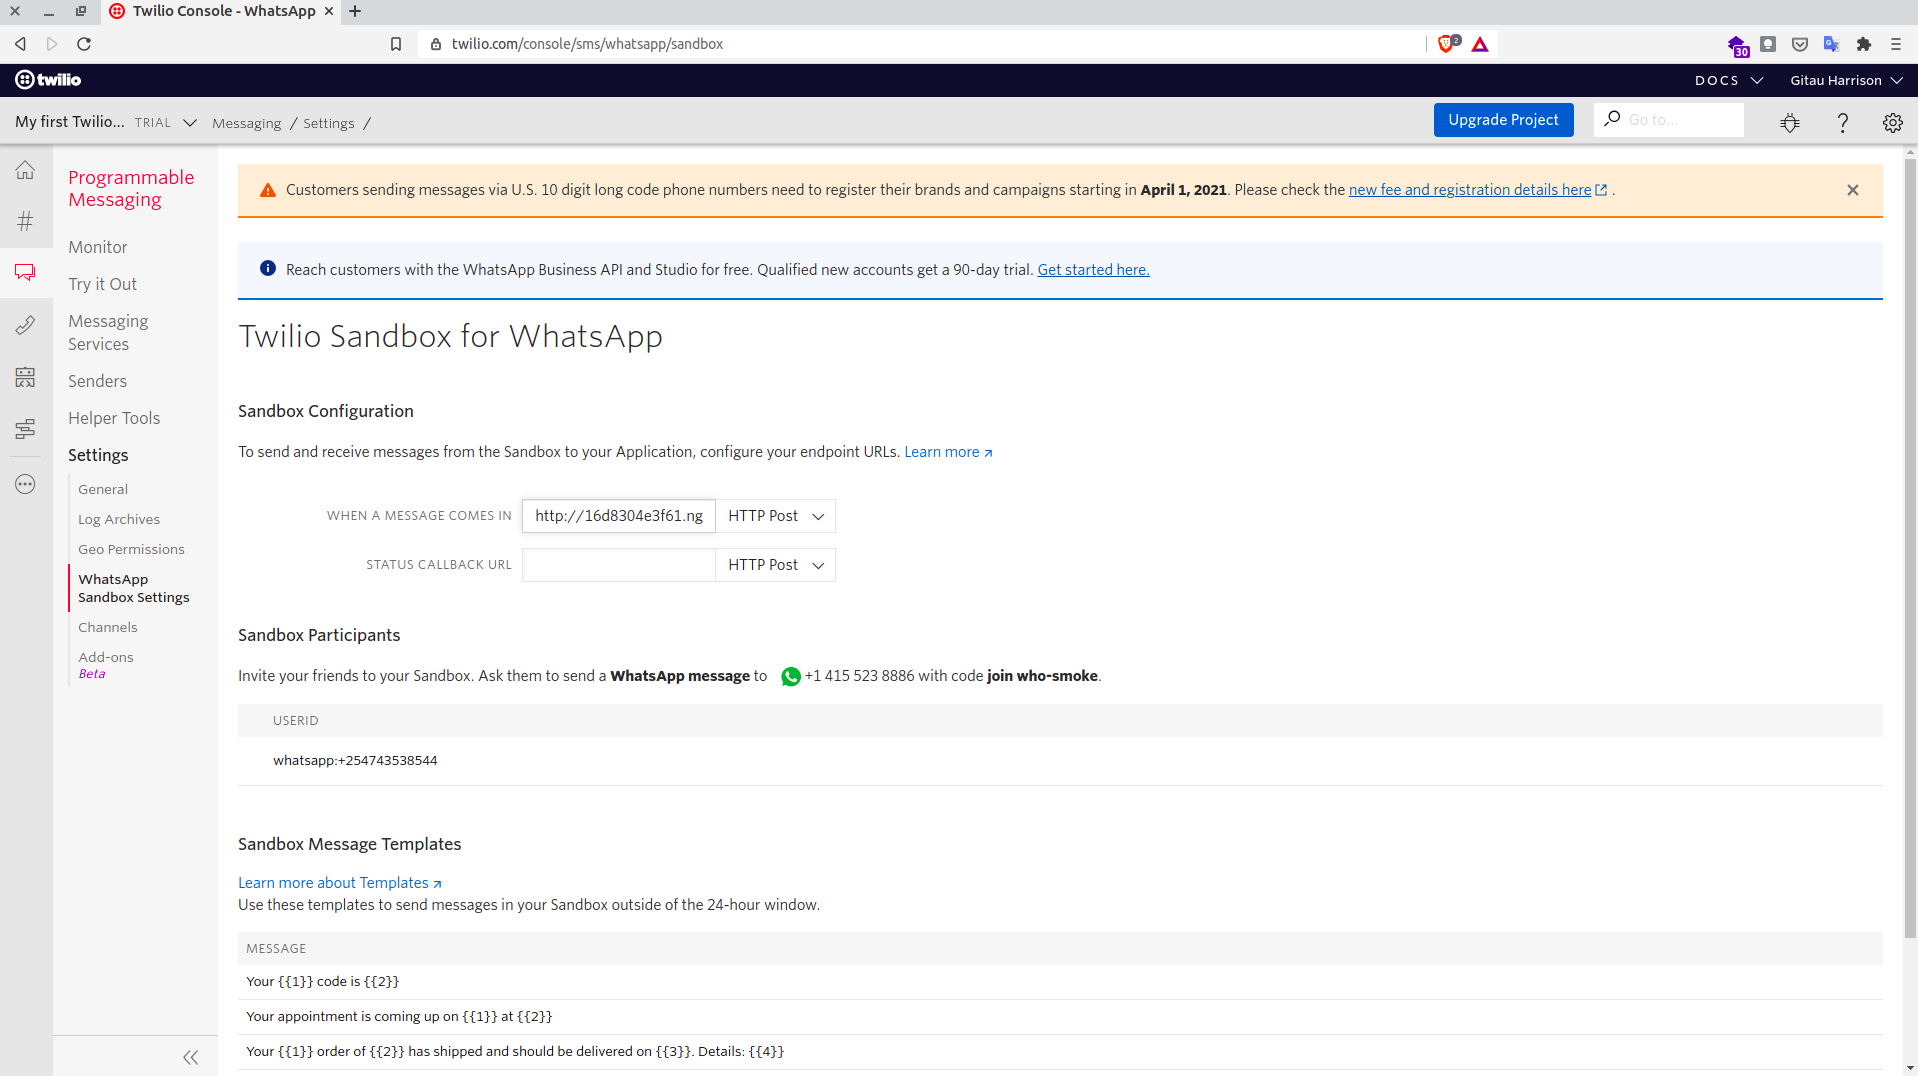 Twilio Console - WhatsApp
twilio.com/console/sms/whatsapp/sandbox
2
30
twilio
DOCS
Gitau Harrison
My first Twilio... TRIAL
Messaging / Settings /
Upgrade Project
Go to...
Programmable
Messaging
Monitor
Try it Out
Messaging
Services
Senders
Helper Tools
Settings
General
Log Archives
Geo Permissions
WhatsApp
Sandbox Settings
Channels
Add-ons
Beta
Customers sending messages via U.S. 10 digit long code phone numbers need to register their brands and campaigns starting in April 1, 2021. Please check the new fee and registration details here .
Reach customers with the WhatsApp Business API and Studio for free. Qualified new accounts get a 90-day trial. Get started here.
Twilio Sandbox for WhatsApp
Sandbox Configuration
To send and receive messages from the Sandbox to your Application, configure your endpoint URLs. Learn more
WHEN A MESSAGE COMES IN http://16d8304e3f61.ng HTTP Post
STATUS CALLBACK URL HTTP Post
Sandbox Participants
Invite your friends to your Sandbox. Ask them to send a WhatsApp message to +1 415 523 8886 with code join who-smoke.
USERID
whatsapp:+254743538544
Sandbox Message Templates
Learn more about Templates
Use these templates to send messages in your Sandbox outside of the 24-hour window.
MESSAGE
Your {{1}} code is {{2}}
Your appointment is coming up on {{1}} at {{2}}
Your {{1}} order of {{2}} has shipped and should be delivered on {{3}}. Details: {{4}}